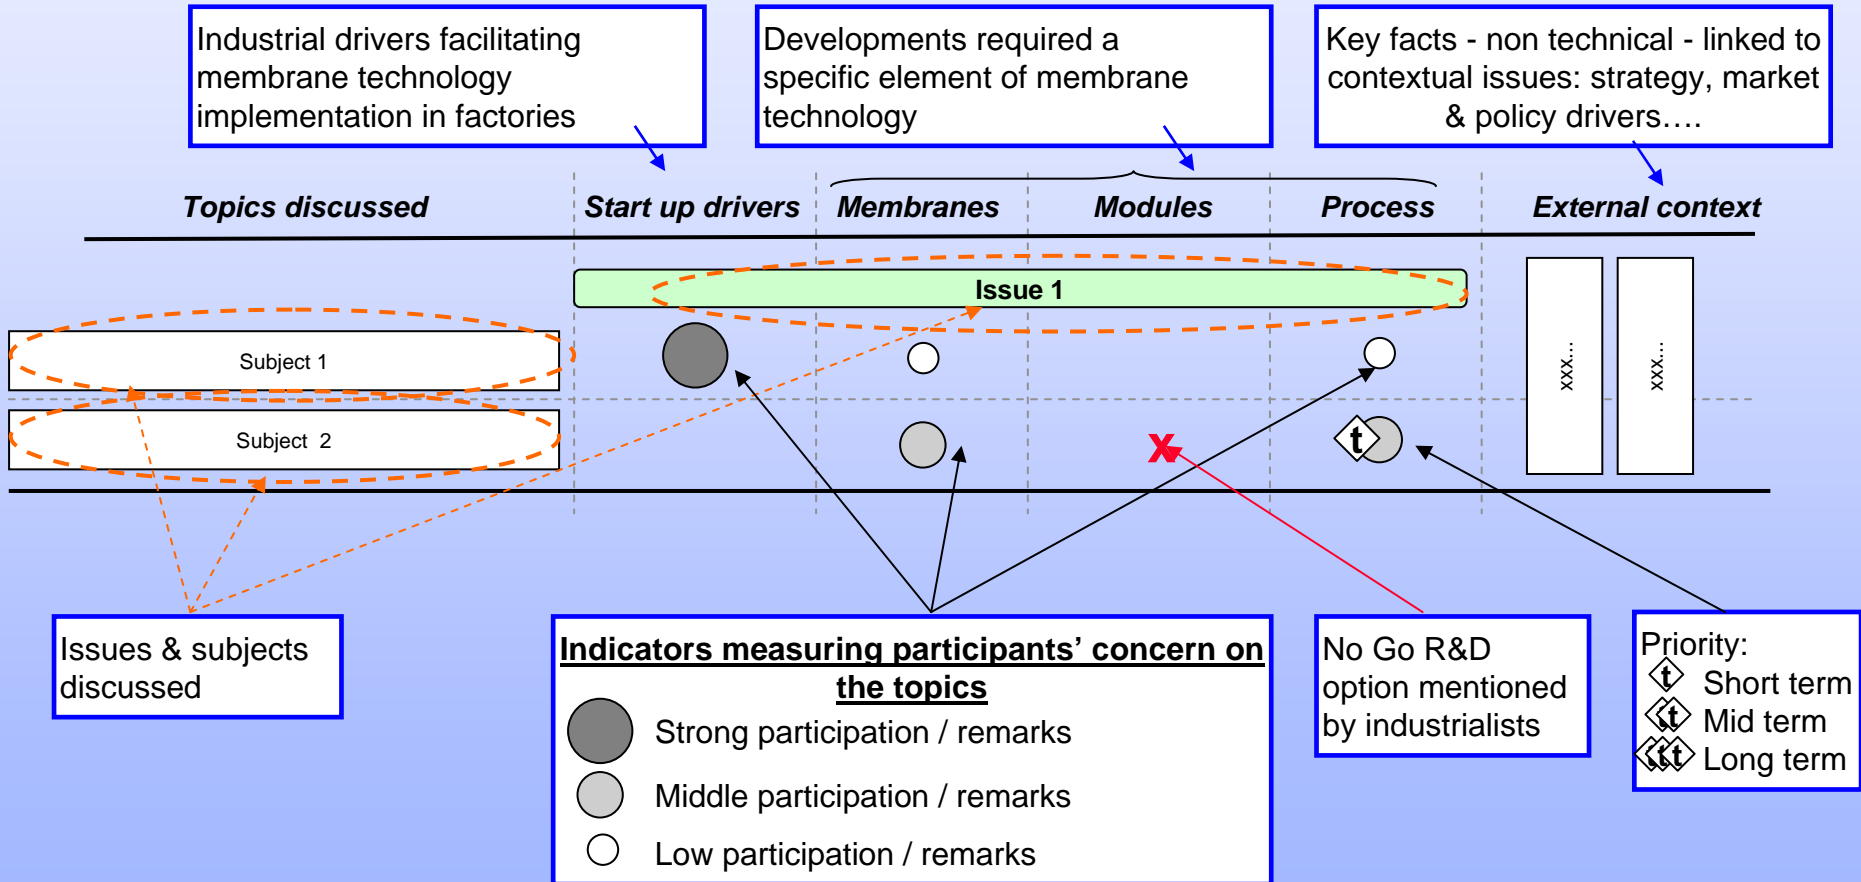 Industrial drivers facilitating
membrane technology
implementation in factories
Developments required a
specific element of membrane
technology
Key facts - non technical - linked to
contextual issues: strategy, market
& policy drivers….
Topics discussed
Start up drivers
Membranes
Modules
Process
External context
Issue 1
Subject 1
Subject 2
x
t
xxx...
xxx...
Issues & subjects
discussed
Indicators measuring participants’ concern on
the topics
Strong participation / remarks
Middle participation / remarks
Low participation / remarks
No Go R&D
option mentioned
by industrialists
Priority:
t Short term
tt Mid term
ttt Long term